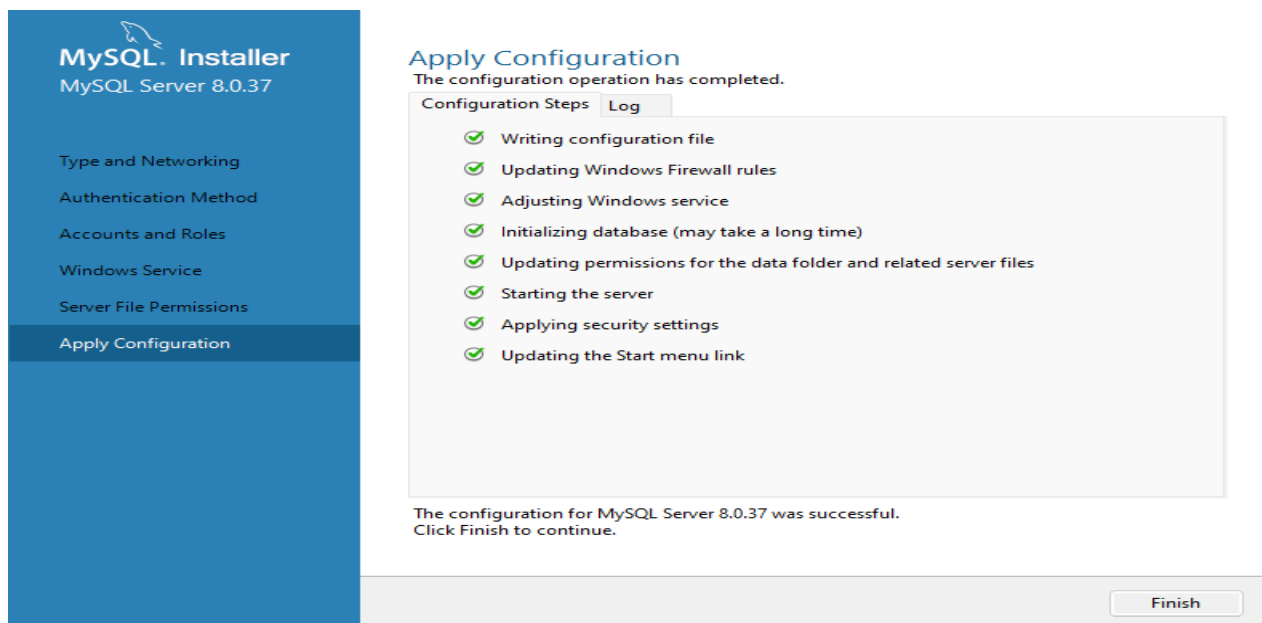 MySQL. Installer
MySQL Server 8.0.37
Type and Networking
Authentication Method
Accounts and Roles
Windows Service
Server File Permissions
Apply Configuration
Apply Configuration
The configuration operation has completed.
Configuration Steps Log
Writing configuration file
Updating Windows Firewall rules
Adjusting Windows service
Initializing database (may take a long time)
Updating permissions for the data folder and related server files
Starting the server
Applying security settings
Updating the Start menu link
The configuration for MySQL Server 8.0.37 was successful.
Click Finish to continue.
Finish